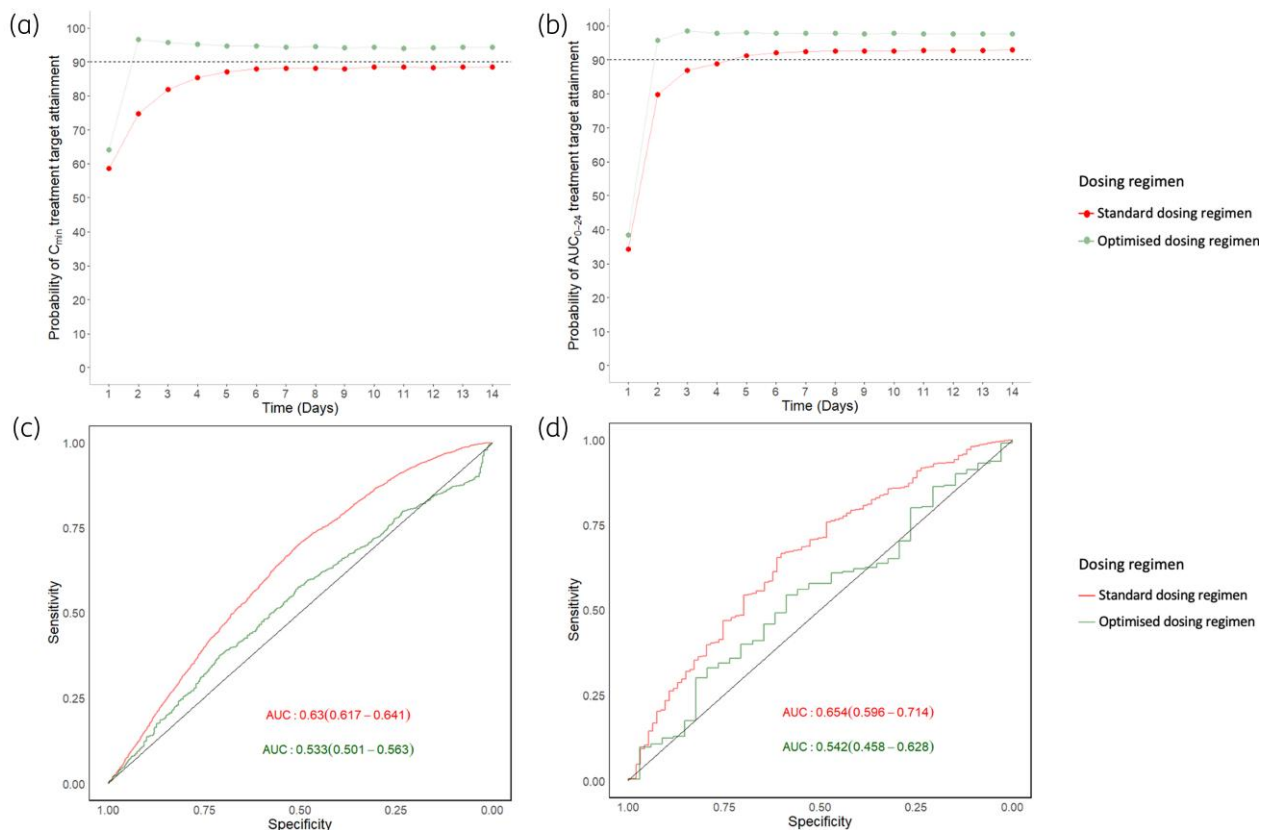 (a)
Probability of Cmin treatment target attainment
100
90
80
70
60
50
40
30
20
10
0
1 2 3 4 5 6 7 8 9 10 11 12 13 14
Time (Days)
(b)
Probability of AUC0–24 treatment target attainment
100
90
80
70
60
50
40
30
20
10
0
1 2 3 4 5 6 7 8 9 10 11 12 13 14
Time (Days)
Dosing regimen
Standard dosing regimen
Optimised dosing regimen
(c)
Sensitivity
1.00
0.75
0.50
0.25
0.00
AUC : 0.63(0.617 – 0.641)
AUC : 0.533(0.501 – 0.563)
1.00 0.75 0.50 0.25 0.00
Specificity
(d)
Sensitivity
1.00
0.75
0.50
0.25
0.00
AUC : 0.654(0.596 – 0.714)
AUC : 0.542(0.458 – 0.628)
1.00 0.75 0.50 0.25 0.00
Specificity
Dosing regimen
Standard dosing regimen
Optimised dosing regimen